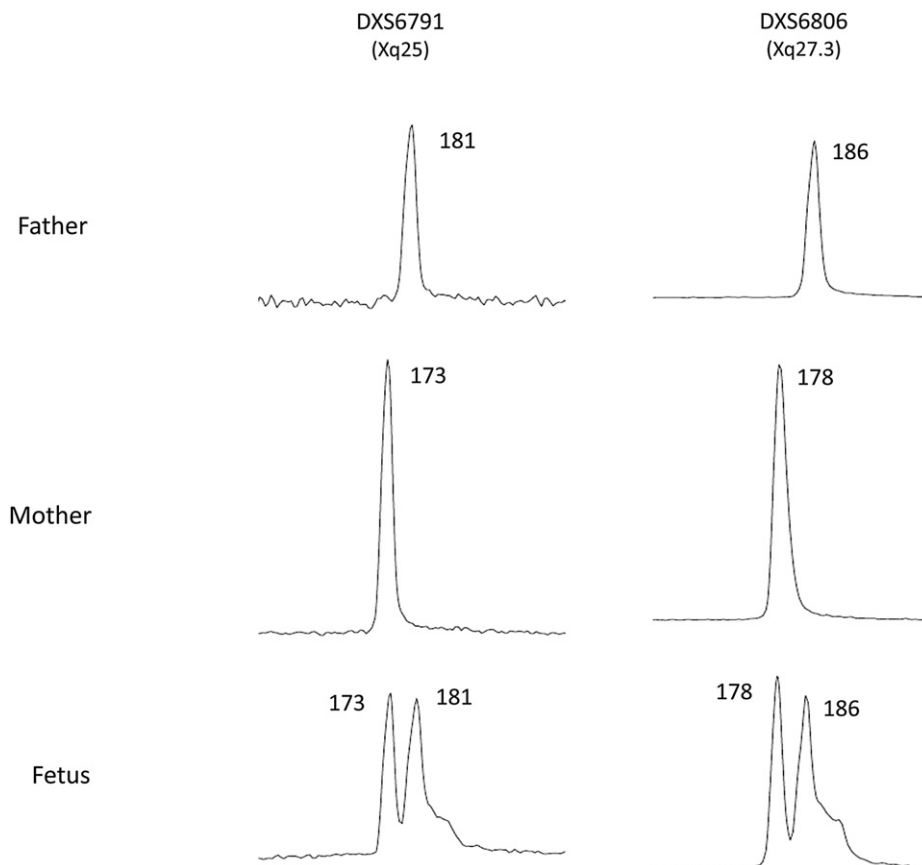 DXS6791
(Xq25)
DXS6806
(Xq27.3)
Father
181
186
Mother
173
178
Fetus
173
181
178
186